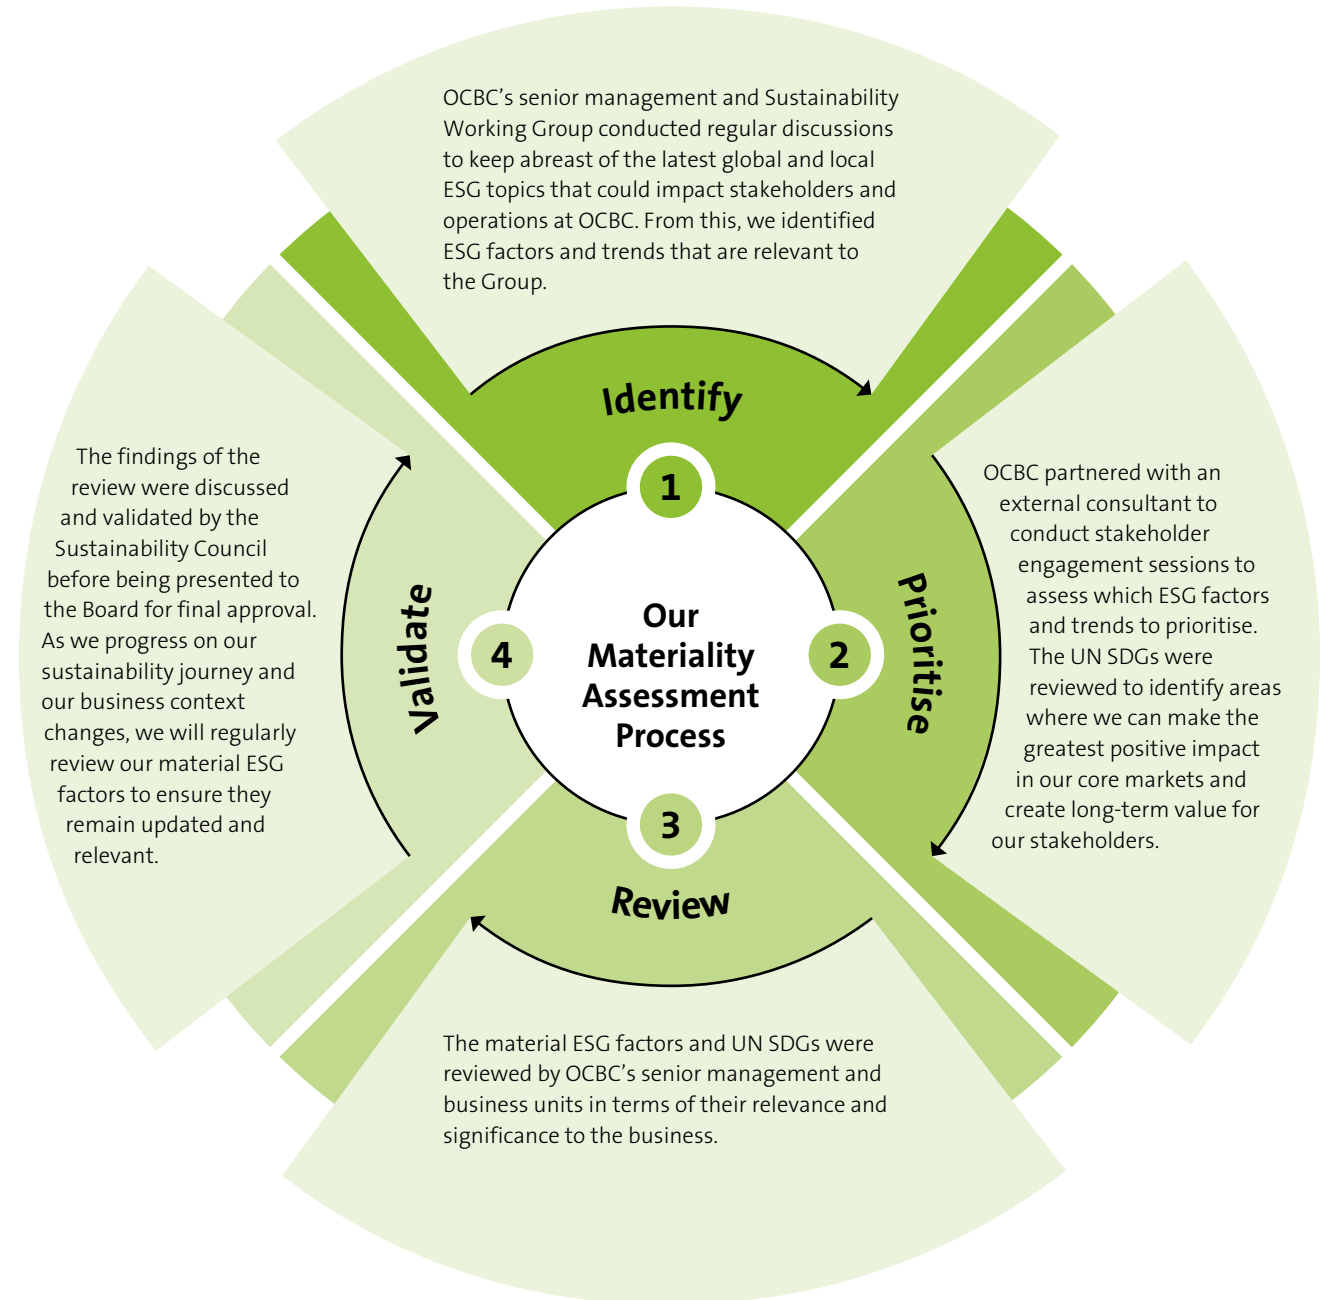 Our
Materiality
Assessment
Process
1
Identify
OCBC’s senior management and Sustainability
Working Group conducted regular discussions
to keep abreast of the latest global and local
ESG topics that could impact stakeholders and
operations at OCBC. From this, we identified
ESG factors and trends that are relevant to
the Group.
2
Prioritise
OCBC partnered with an
external consultant to
conduct stakeholder
engagement sessions to
assess which ESG factors
and trends to prioritise.
The UN SDGs were
reviewed to identify areas
where we can make the
greatest positive impact
in our core markets and
create long-term value for
our stakeholders.
3
Review
The material ESG factors and UN SDGs were
reviewed by OCBC’s senior management and
business units in terms of their relevance and
significance to the business.
4
Validate
The findings of the
review were discussed
and validated by the
Sustainability Council
before being presented to
the Board for final approval.
As we progress on our
sustainability journey and
our business context
changes, we will regularly
review our material ESG
factors to ensure they
remain updated and
relevant.